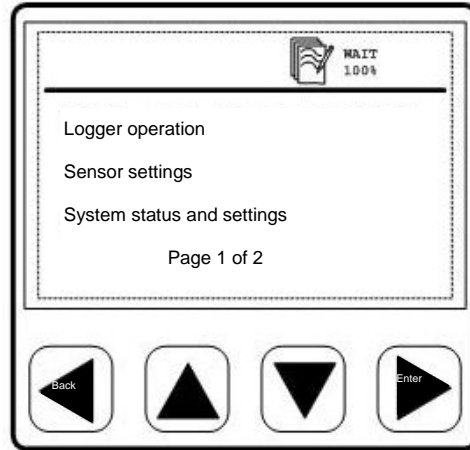 WAIT
100%
Logger operation
Sensor settings
System status and settings
Page 1 of 2
Back
Enter